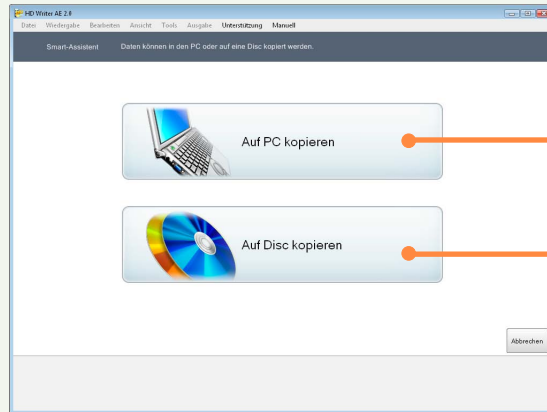 HD Writer AE 2.0
Datei Wiedergabe Bearbeiten Ansicht Tools Ausgabe Unterstützung Manuell
Smart-Assistent Daten können in den PC oder auf eine Disc kopiert werden.
Auf PC kopieren
Auf Disc kopieren
Abbrechen